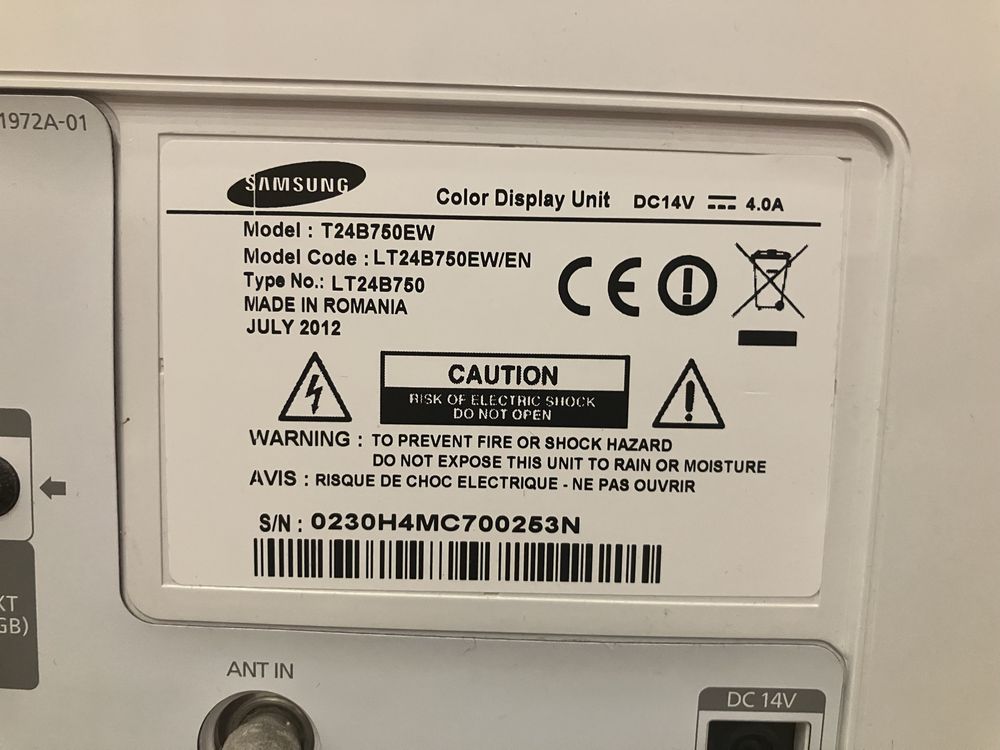 1972A-01
SAMSUNG
Color Display Unit DC14V ⎓ 4.0A
Model : T24B750EW
Model Code : LT24B750EW/EN
Type No.: LT24B750
MADE IN ROMANIA
JULY 2012
CE
CAUTION
RISK OF ELECTRIC SHOCK
DO NOT OPEN
WARNING : TO PREVENT FIRE OR SHOCK HAZARD
DO NOT EXPOSE THIS UNIT TO RAIN OR MOISTURE
AVIS : RISQUE DE CHOC ELECTRIQUE - NE PAS OUVRIR
S/N : 0230H4MC700253N
XT
GB)
ANT IN
DC 14V